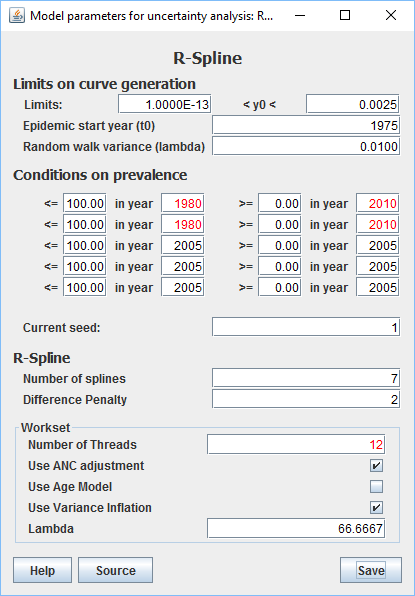 Model parameters for uncertainty analysis: R...
R-Spline
Limits on curve generation
Limits: 1.0000E-13 < y0 < 0.0025
Epidemic start year (t0) 1975
Random walk variance (lambda) 0.0100
Conditions on prevalence
<= 100.00 in year 1980 >= 0.00 in year 2010
<= 100.00 in year 1980 >= 0.00 in year 2010
<= 100.00 in year 2005 >= 0.00 in year 2005
<= 100.00 in year 2005 >= 0.00 in year 2005
<= 100.00 in year 2005 >= 0.00 in year 2005
Current seed: 1
R-Spline
Number of splines 7
Difference Penalty 2
Workset
Number of Threads 12
Use ANC adjustment
Use Age Model
Use Variance Inflation
Lambda 66.6667
Help Source Save